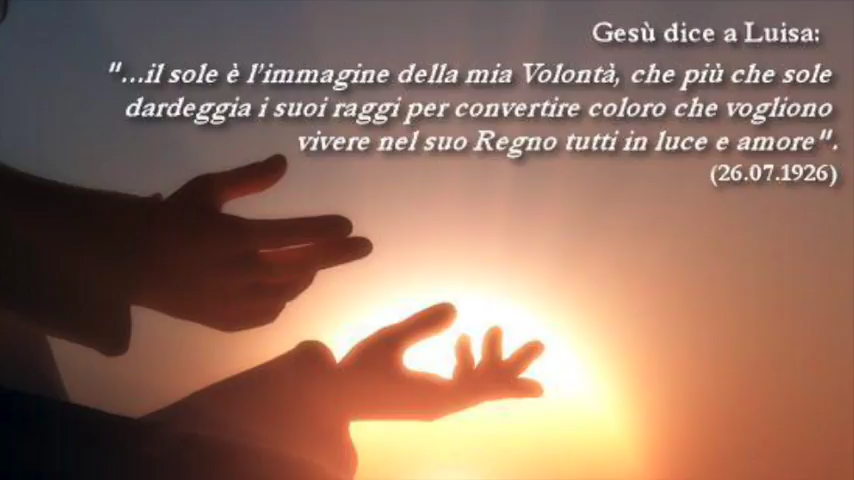 Gesù dice a Luisa:
"...il sole è l'immagine della mia Volontà, che più che sole
dardeggia i suoi raggi per convertire coloro che vogliono
vivere nel suo Regno tutti in luce e amore".
(26.07.1926)